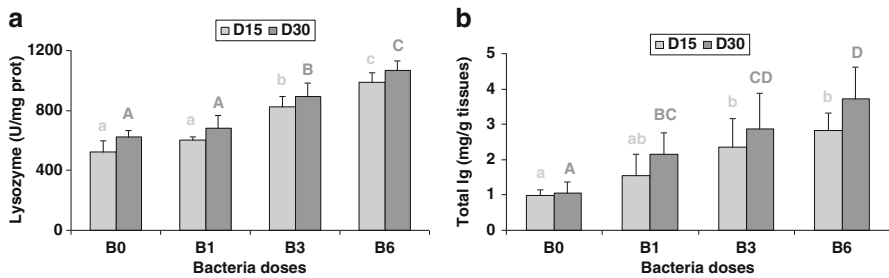 a
D15 D30
Lysozyme (U/mg prot)
1200
800
400
0
a A
a A
b B
c C
B0 B1 B3 B6
Bacteria doses
b
D15 D30
Total Ig (mg/g tissues)
5
4
3
2
1
0
a A
ab BC
b CD
b D
B0 B1 B3 B6
Bacteria doses